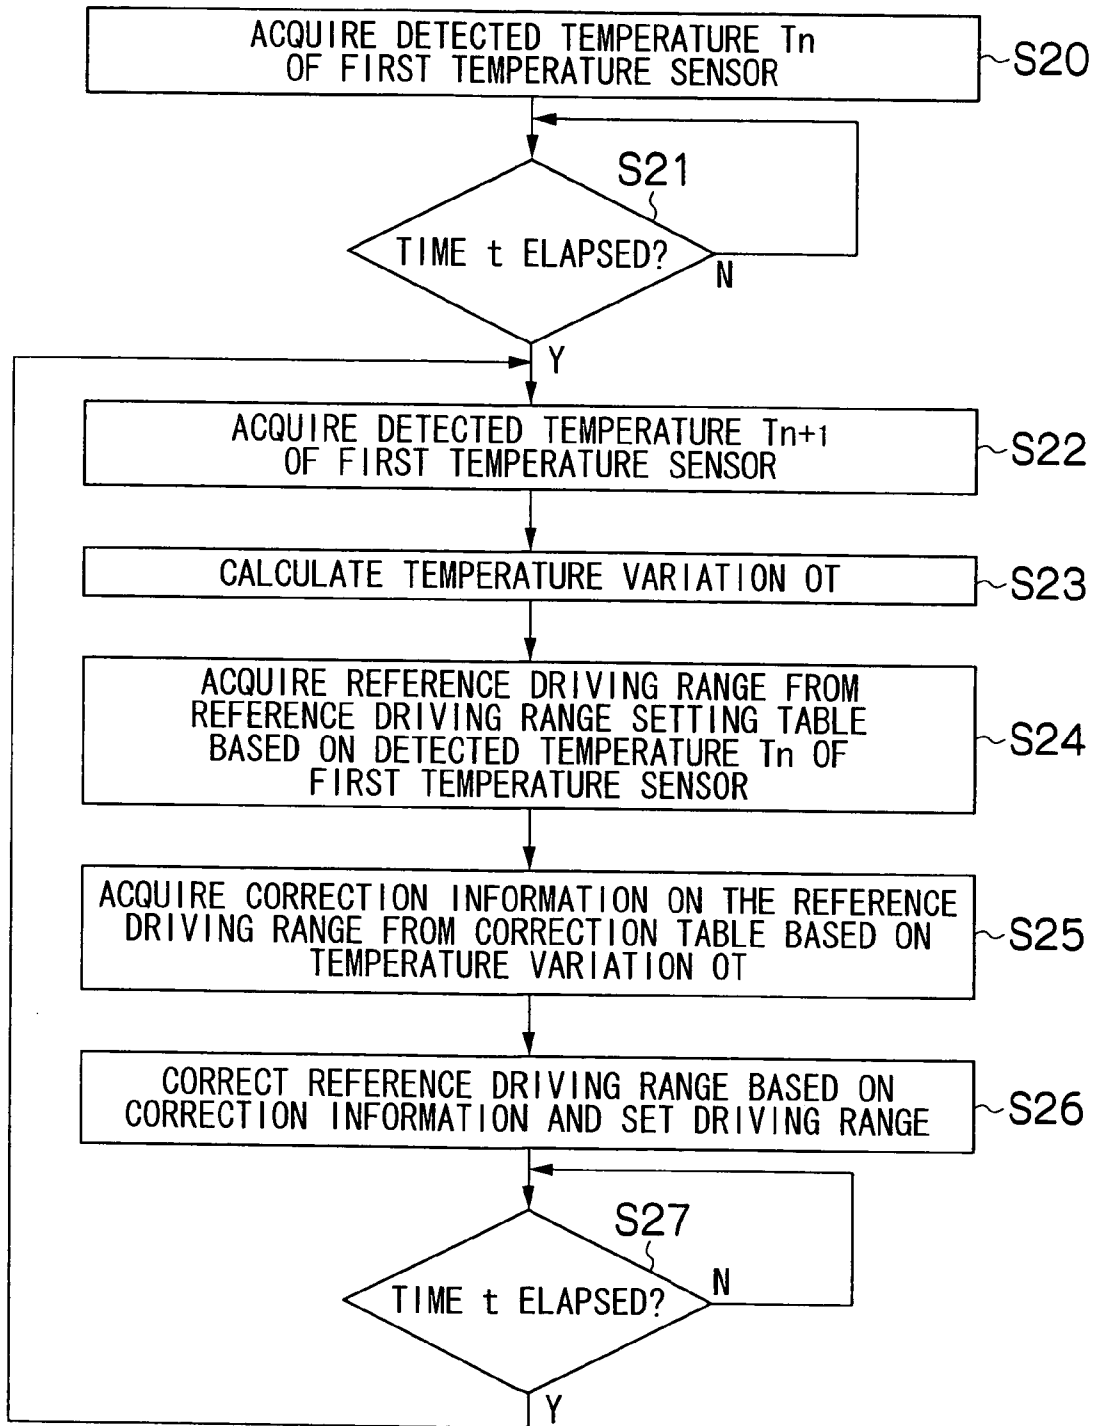 ACQUIRE DETECTED TEMPERATURE Tn
OF FIRST TEMPERATURE SENSOR
S20
S21
TIME t ELAPSED?
N
Y
ACQUIRE DETECTED TEMPERATURE Tn+1
OF FIRST TEMPERATURE SENSOR
S22
CALCULATE TEMPERATURE VARIATION OT
S23
ACQUIRE REFERENCE DRIVING RANGE FROM
REFERENCE DRIVING RANGE SETTING TABLE
BASED ON DETECTED TEMPERATURE Tn OF
FIRST TEMPERATURE SENSOR
S24
ACQUIRE CORRECTION INFORMATION ON THE REFERENCE
DRIVING RANGE FROM CORRECTION TABLE BASED ON
TEMPERATURE VARIATION OT
S25
CORRECT REFERENCE DRIVING RANGE BASED ON
CORRECTION INFORMATION AND SET DRIVING RANGE
S26
S27
TIME t ELAPSED?
N
Y